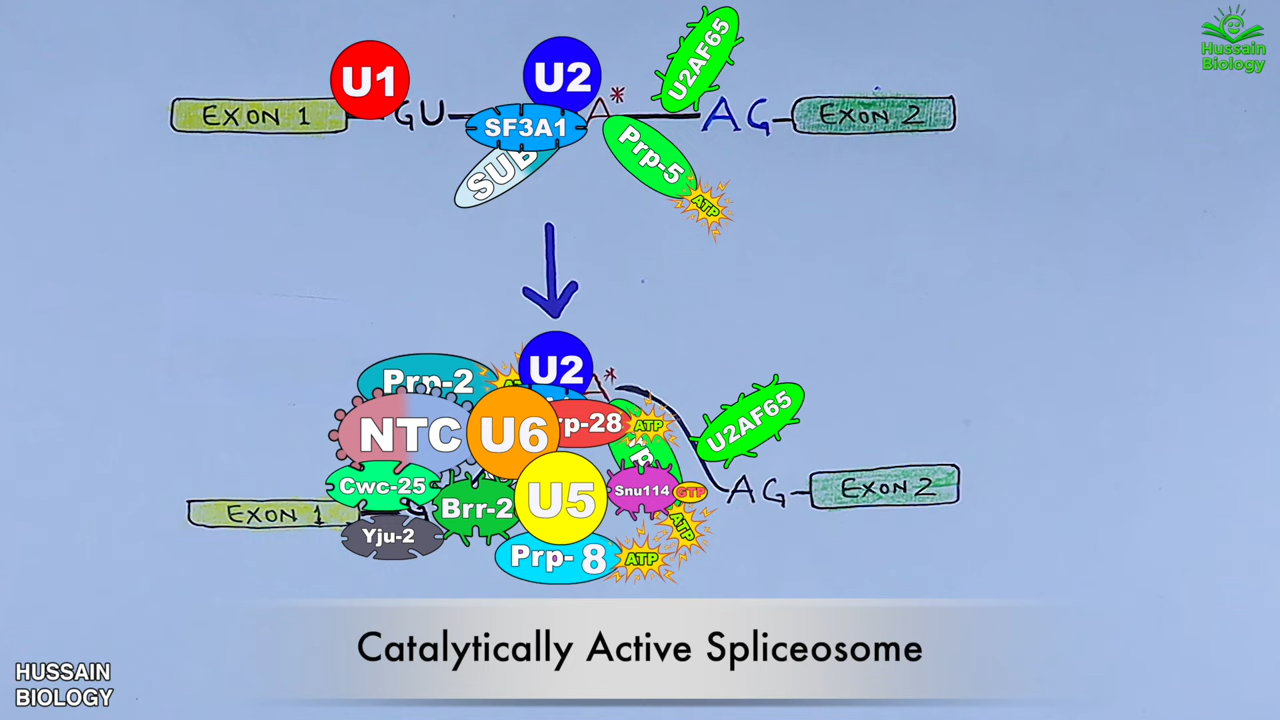 Hussain
Biology
U1
U2
U2AF65
EXON 1
GU
SF3A1
A*
AG
EXON 2
SUB
Prp-5
ATP
U2
Prp-2
A*
NTC
U6
rp-28
ATP
U2AF65
Cwc-25
Brr-2
U5
Snu114
GTP
AG
EXON 2
EXON 1
Yju-2
ATP
Prp-8
ATP
Catalytically Active Spliceosome
HUSSAIN
BIOLOGY